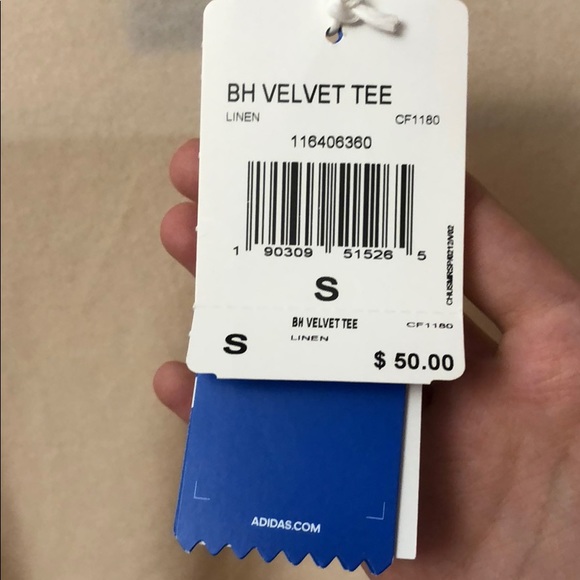 BH VELVET TEE
LINEN CF1180
116406360
1 90309 51526 5
S
BH VELVET TEE CF1180
LINEN
S
$ 50.00
ADIDAS.COM